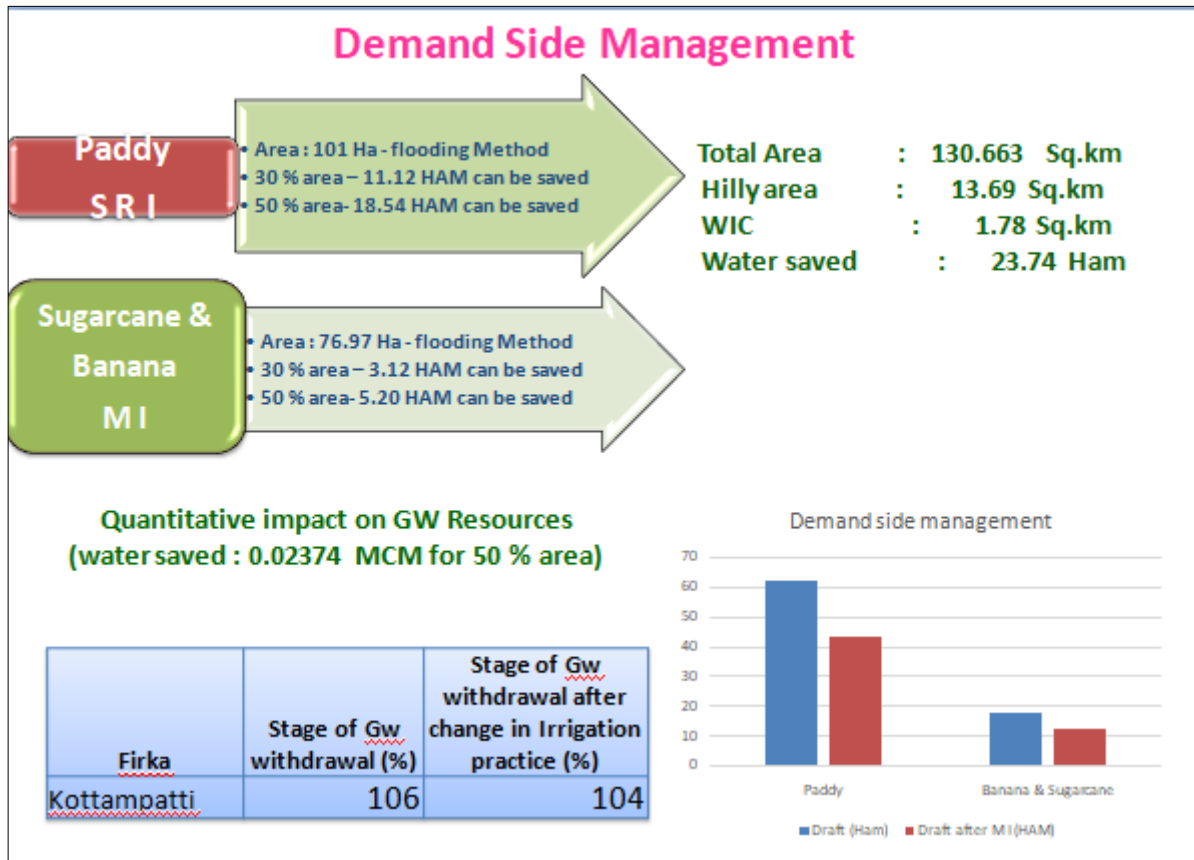 Demand Side Management
Paddy
S R I
• Area : 101 Ha - flooding Method
• 30 % area – 11.12 HAM can be saved
• 50 % area- 18.54 HAM can be saved
Total Area : 130.663 Sq.km
Hilly area : 13.69 Sq.km
WIC : 1.78 Sq.km
Water saved : 23.74 Ham
Sugarcane &
Banana
M I
• Area : 76.97 Ha - flooding Method
• 30 % area – 3.12 HAM can be saved
• 50 % area- 5.20 HAM can be saved
Quantitative impact on GW Resources
(water saved : 0.02374 MCM for 50 % area)
Firka
Stage of Gw
withdrawal (%)
Stage of Gw
withdrawal after
change in Irrigation
practice (%)
Kottampatti 106 104
Demand side management
70
60
50
40
30
20
10
0
Paddy Banana & Sugarcane
Draft (Ham) Draft after M I (HAM)